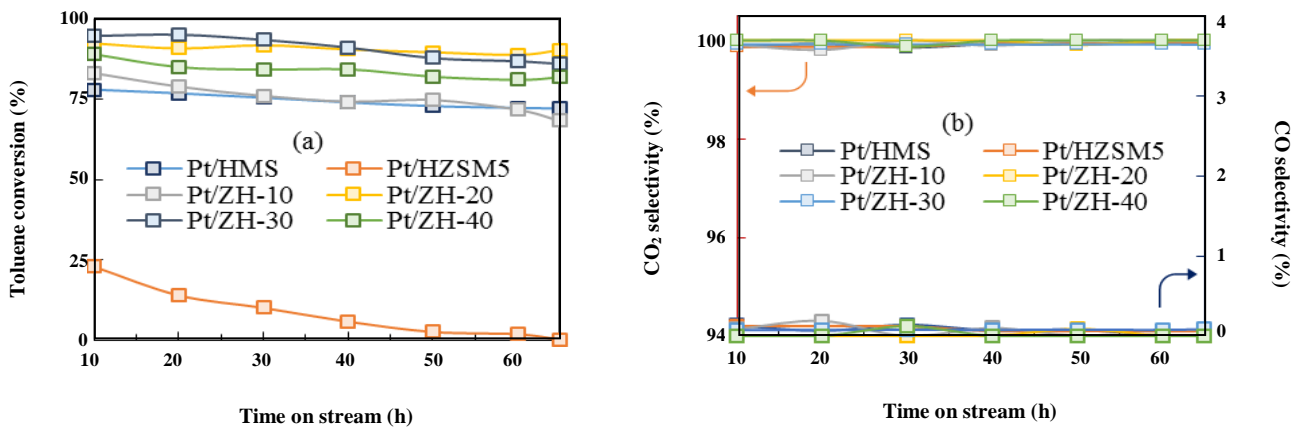 Toluene conversion (%)
100
75
50
25
0
(a)
Pt/HMS Pt/HZSM5
Pt/ZH-10 Pt/ZH-20
Pt/ZH-30 Pt/ZH-40
10 20 30 40 50 60
Time on stream (h)
CO₂ selectivity (%)
100
98
96
94
(b)
Pt/HMS Pt/HZSM5
Pt/ZH-10 Pt/ZH-20
Pt/ZH-30 Pt/ZH-40
4
3
2
1
0
CO selectivity (%)
10 20 30 40 50 60
Time on stream (h)